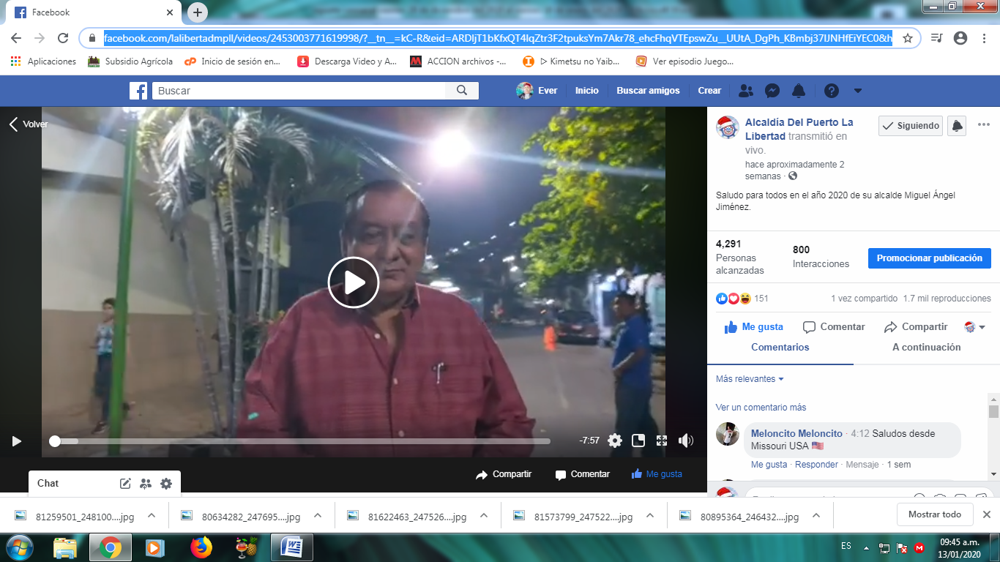 Facebook
facebook.com/lalibertadmpll/videos/2453003771619998/?__tn__=kC-R&eid=ARDljT1bKfxQT4lqZtr3F2tpuksYm7Akr78_ehcFhqVTEpswZu__UUtA_DgPh_KBmbj37lJNHfEiYEC0&h
Aplicaciones Subsidio Agrícola Inicio de sesión en... Descarga Video y A... ACCION archivos -... ▷ Kimetsu no Yaib... Ver episodio Juego...
Buscar Ever Inicio Buscar amigos Crear
Volver
Alcaldía Del Puerto La
Libertad transmitió en
vivo.
Siguiendo
hace aproximadamente 2
semanas ·
Saludo para todos en el año 2020 de su alcalde Miguel Ángel
Jiménez.
4,291
Personas
alcanzadas
800
Interacciones
Promocionar publicación
151 1 vez compartido 1.7 mil reproducciones
Me gusta Comentar Compartir
Comentarios A continuación
Más relevantes
Ver un comentario más
Meloncito Meloncito · 4:12 Saludos desde
Missouri USA 🇺🇸
Me gusta · Responder · Mensaje · 1 sem
-7:57
Compartir Comentar Me gusta
Chat
81259501_248100....jpg 80634282_247695....jpg 81622463_247526....jpg 81573799_247522....jpg 80895364_246432....jpg Mostrar todo
ES 09:45 a.m.
13/01/2020